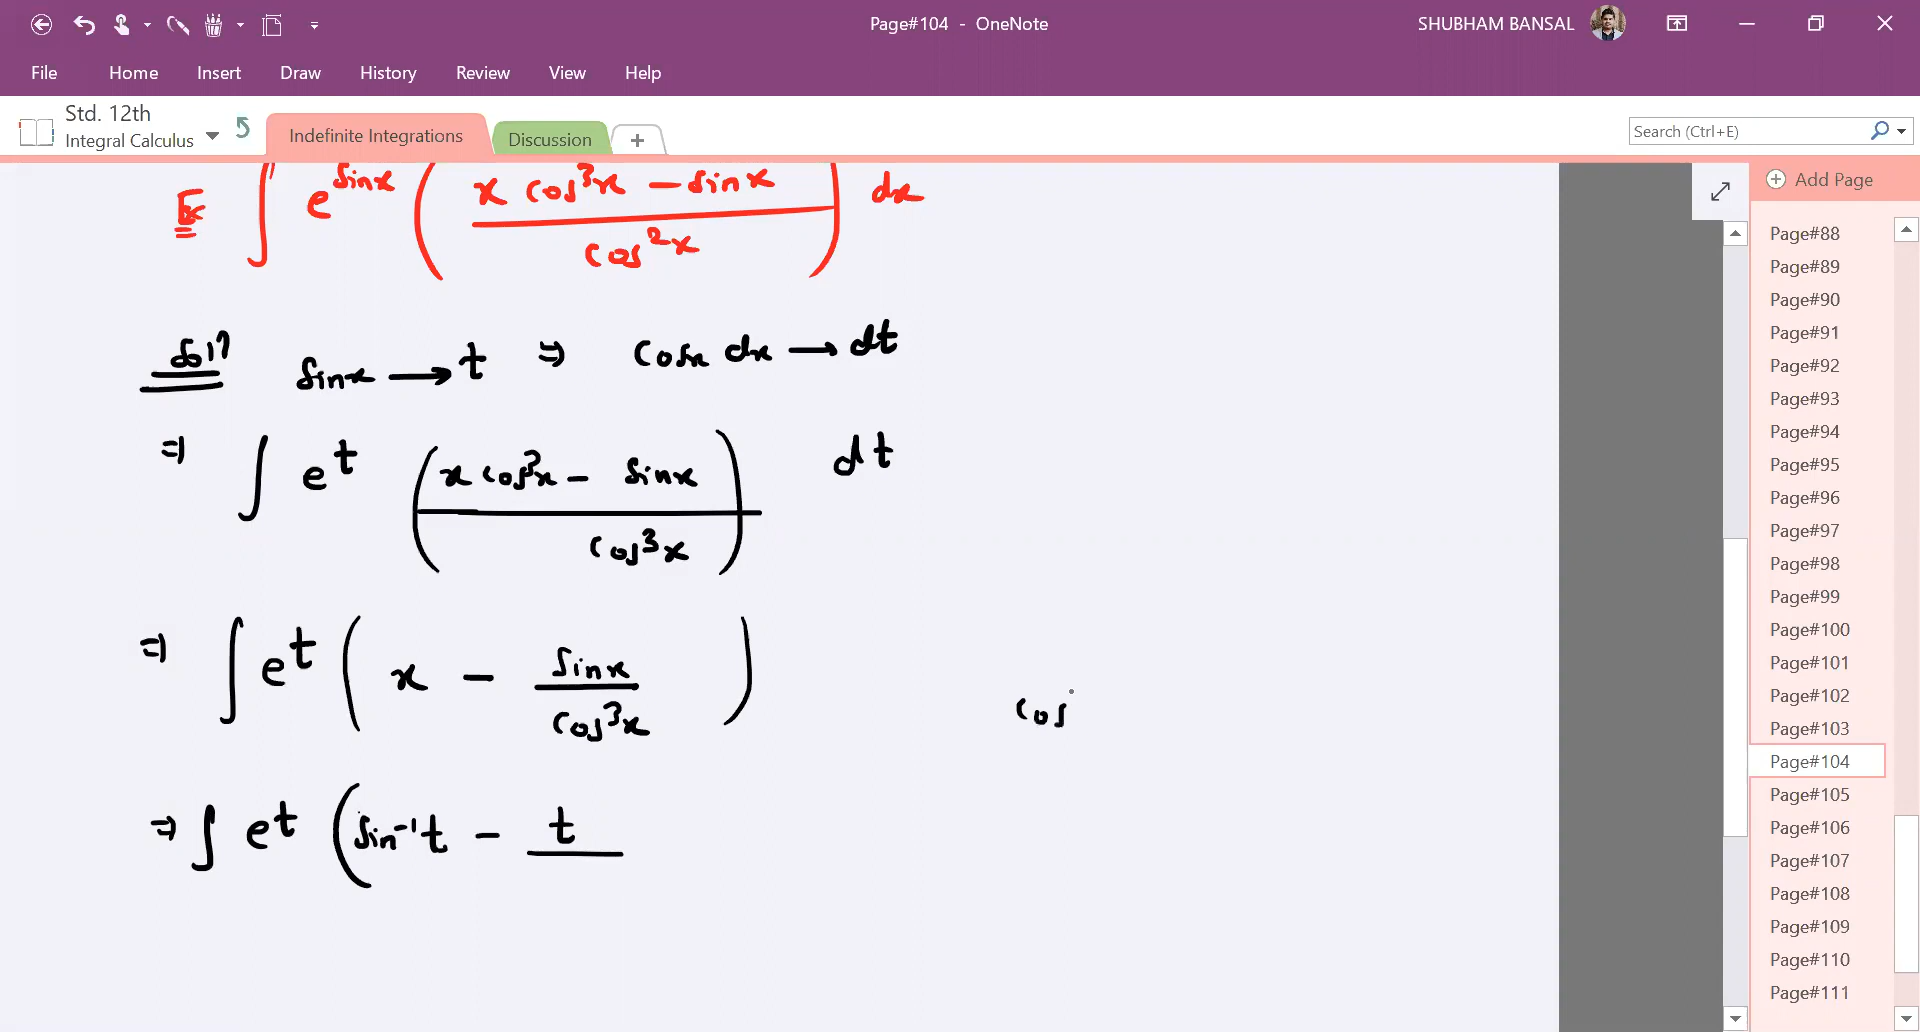 Page#104 - OneNote
SHUBHAM BANSAL
File Home Insert Draw History Review View Help
Std. 12th
Integral Calculus
Indefinite Integrations
Discussion
Search (Ctrl+E)
Ex ∫ e^sinx ( (x cos³x − sinx) / cos²x ) dx
Solⁿ sinx → t ⇒ cosx dx → dt
⇒ ∫ e^t ( (x cos³x − sinx) / cos³x ) dt
⇒ ∫ e^t ( x − sinx / cos³x )
cos
⇒ ∫ e^t ( sin⁻¹t − t /
Add Page
Page#88
Page#89
Page#90
Page#91
Page#92
Page#93
Page#94
Page#95
Page#96
Page#97
Page#98
Page#99
Page#100
Page#101
Page#102
Page#103
Page#104
Page#105
Page#106
Page#107
Page#108
Page#109
Page#110
Page#111